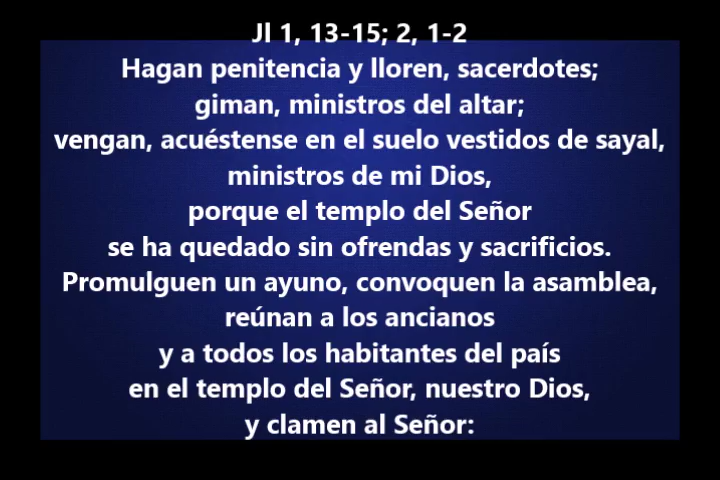 Jl 1, 13-15; 2, 1-2
Hagan penitencia y lloren, sacerdotes;
giman, ministros del altar;
vengan, acuéstense en el suelo vestidos de sayal,
ministros de mi Dios,
porque el templo del Señor
se ha quedado sin ofrendas y sacrificios.
Promulguen un ayuno, convoquen la asamblea,
reúnan a los ancianos
y a todos los habitantes del país
en el templo del Señor, nuestro Dios,
y clamen al Señor: